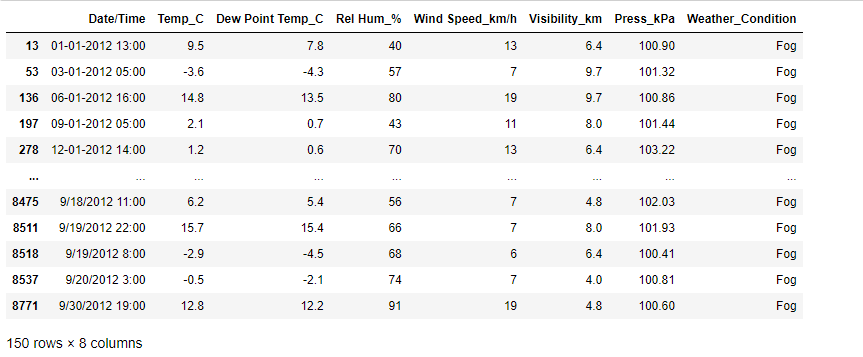 Date/Time Temp_C Dew Point Temp_C Rel Hum_% Wind Speed_km/h Visibility_km Press_kPa Weather_Condition
13 01-01-2012 13:00 9.5 7.8 40 13 6.4 100.90 Fog
53 03-01-2012 05:00 -3.6 -4.3 57 7 9.7 101.32 Fog
136 06-01-2012 16:00 14.8 13.5 80 19 9.7 100.86 Fog
197 09-01-2012 05:00 2.1 0.7 43 11 8.0 101.44 Fog
278 12-01-2012 14:00 1.2 0.6 70 13 6.4 103.22 Fog
... ... ... ... ... ... ... ... ...
8475 9/18/2012 11:00 6.2 5.4 56 7 4.8 102.03 Fog
8511 9/19/2012 22:00 15.7 15.4 66 7 8.0 101.93 Fog
8518 9/19/2012 8:00 -2.9 -4.5 68 6 6.4 100.41 Fog
8537 9/20/2012 3:00 -0.5 -2.1 74 7 4.0 100.81 Fog
8771 9/30/2012 19:00 12.8 12.2 91 19 4.8 100.60 Fog
150 rows × 8 columns